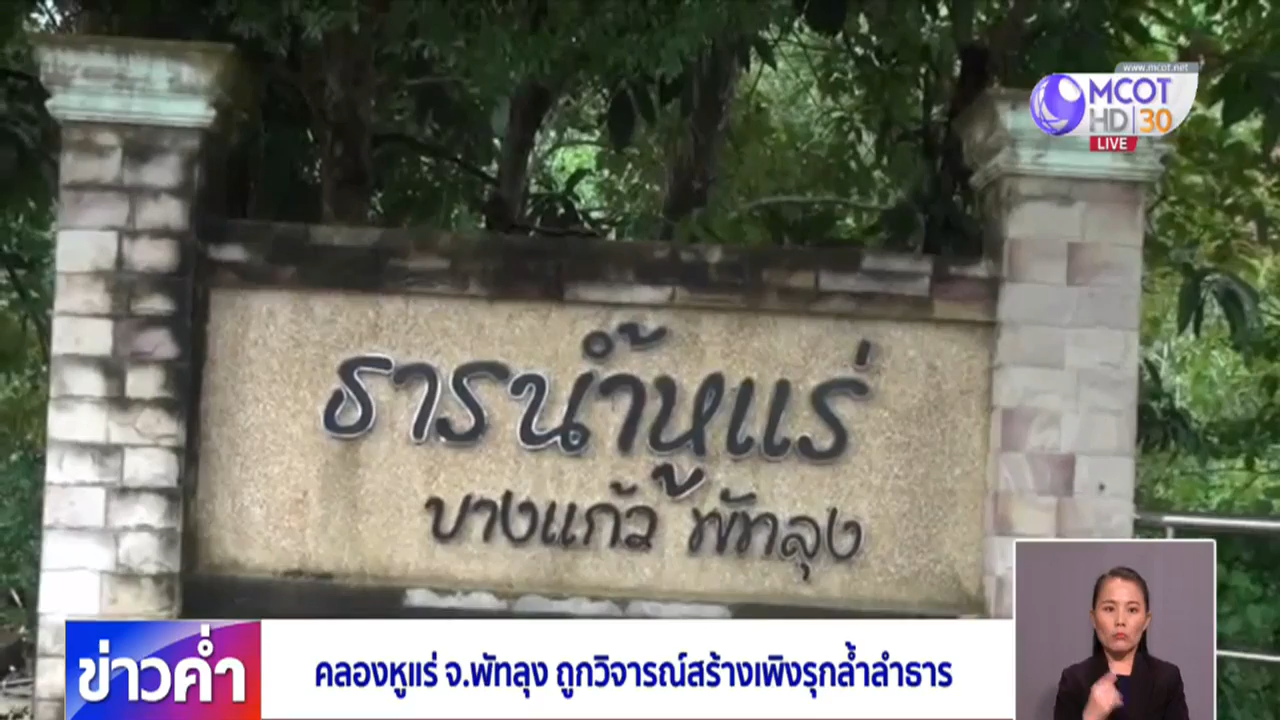 www.mcot.net
MCOT
HD 30
LIVE
ธารน้ำหูแร่
บางแก้ว พัทลุง
ข่าวค่ำ
คลองหูแร่ จ.พัทลุง ถูกวิจารณ์สร้างเพิงรุกล้ำลำธาร